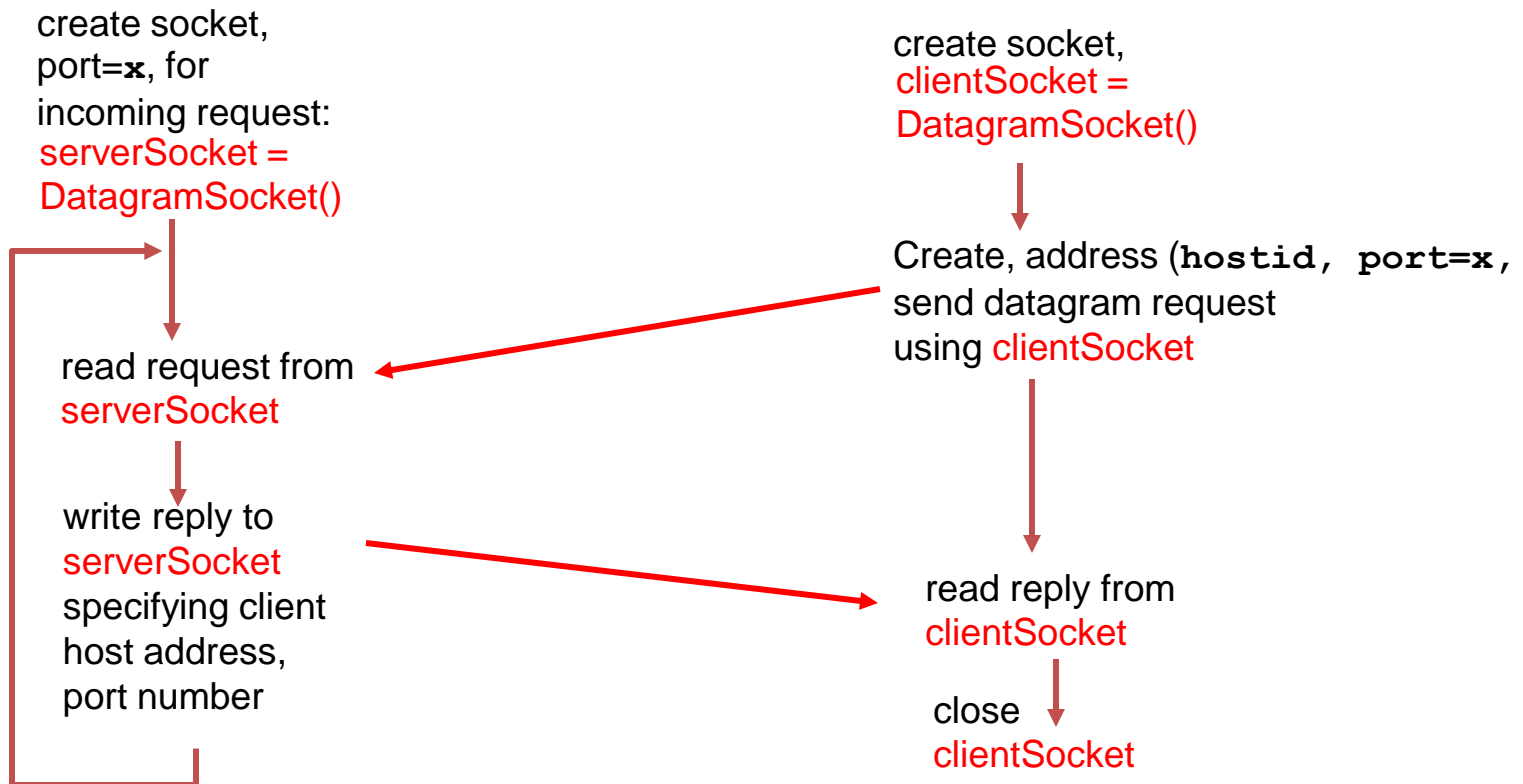 create socket,
port=x, for
incoming request:
serverSocket =
DatagramSocket()
read request from
serverSocket
write reply to
serverSocket
specifying client
host address,
port number
create socket,
clientSocket =
DatagramSocket()
Create, address (hostid, port=x,
send datagram request
using clientSocket
read reply from
clientSocket
close
clientSocket